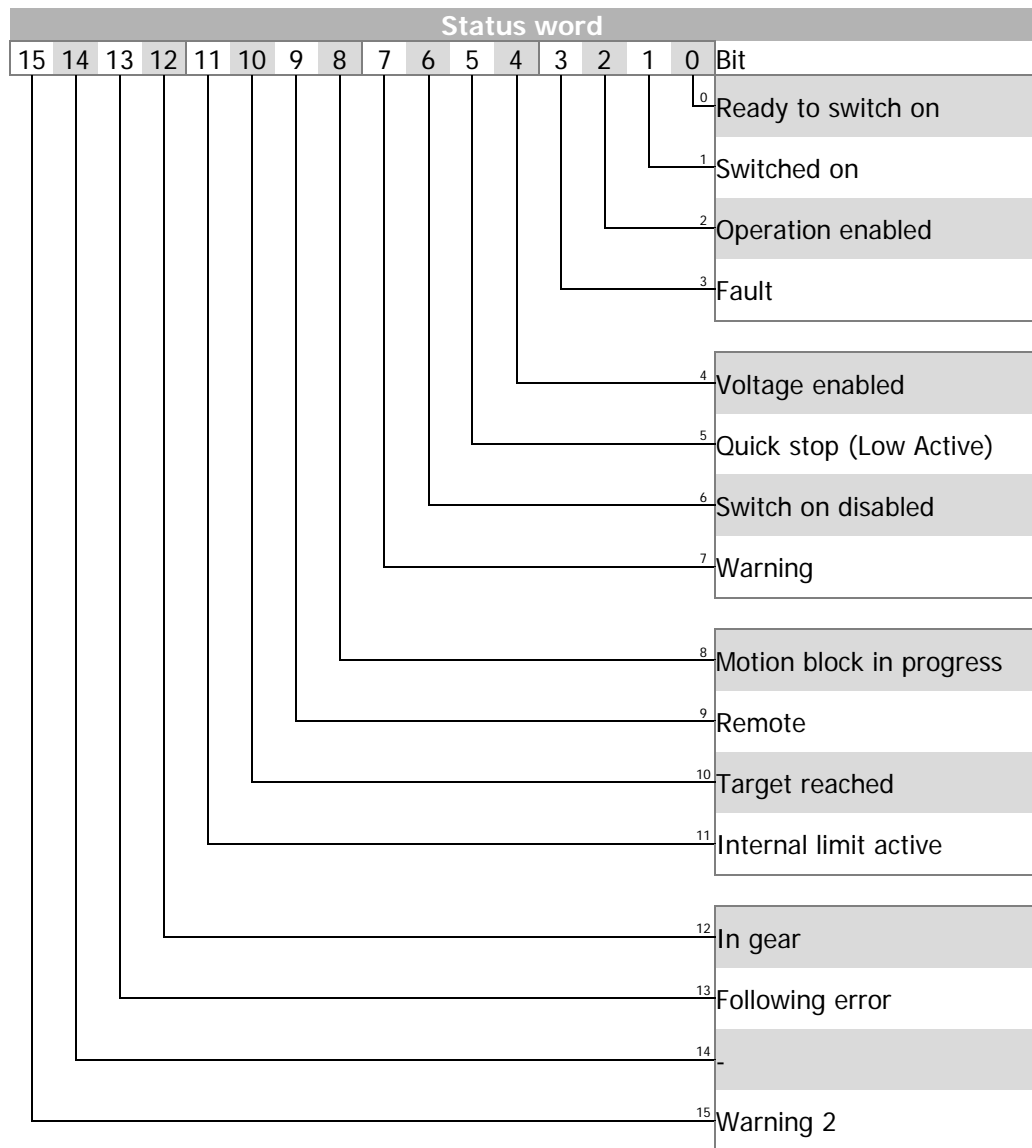 Status word
15 14 13 12 11 10 9 8 7 6 5 4 3 2 1 0 Bit
0 Ready to switch on
1 Switched on
2 Operation enabled
3 Fault
4 Voltage enabled
5 Quick stop (Low Active)
6 Switch on disabled
7 Warning
8 Motion block in progress
9 Remote
10 Target reached
11 Internal limit active
12 In gear
13 Following error
14 -
15 Warning 2